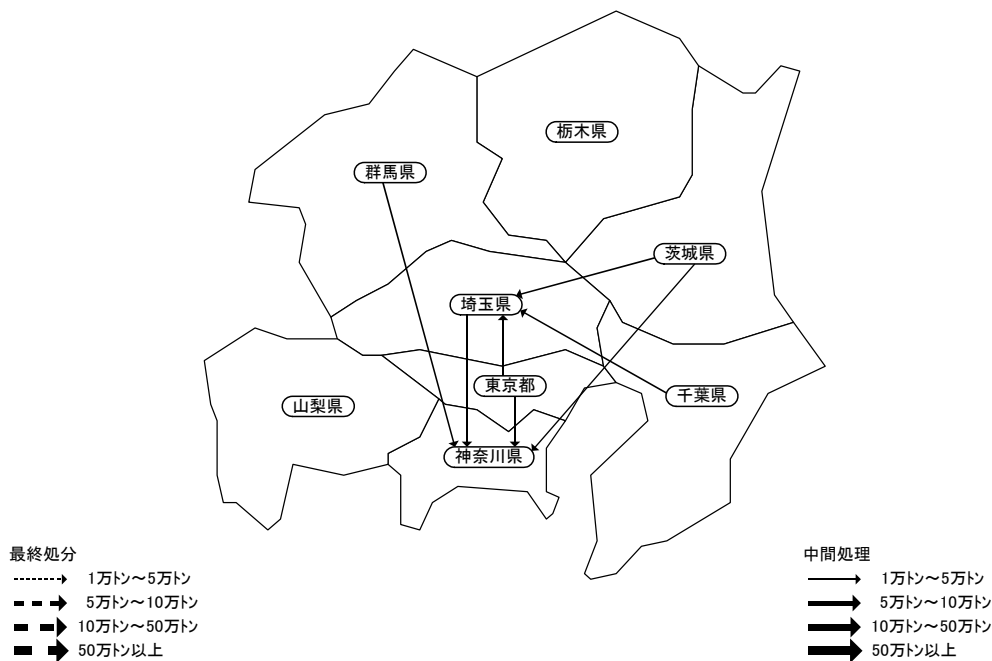 栃木県
群馬県
茨城県
埼玉県
東京都
千葉県
山梨県
神奈川県
最終処分
1万トン～5万トン
5万トン～10万トン
10万トン～50万トン
50万トン以上
中間処理
1万トン～5万トン
5万トン～10万トン
10万トン～50万トン
50万トン以上